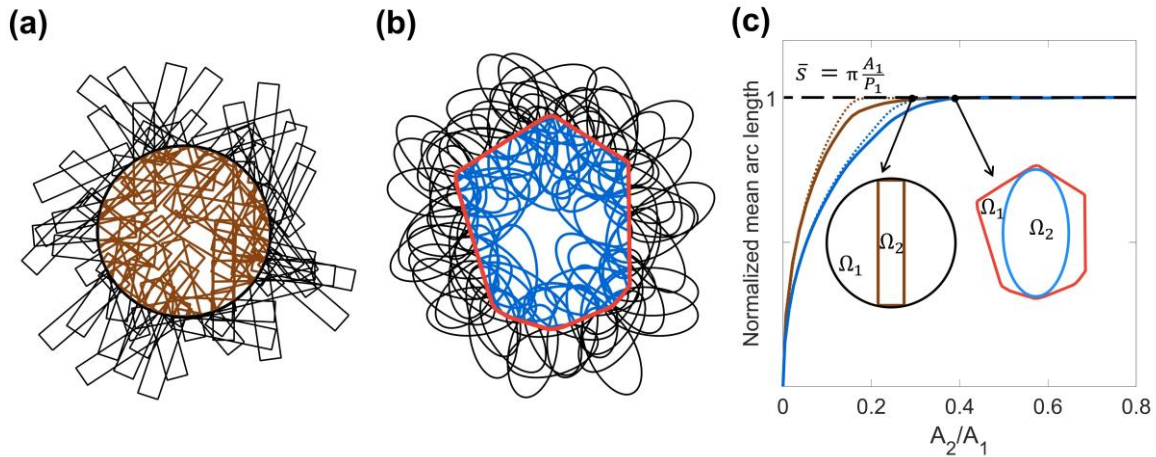 (a)
(b)
(c)
s̄ = π A₁/P₁
1
Normalized mean arc length
Ω₁
Ω₂
Ω₁
Ω₂
0 0.2 0.4 0.6 0.8
A₂/A₁